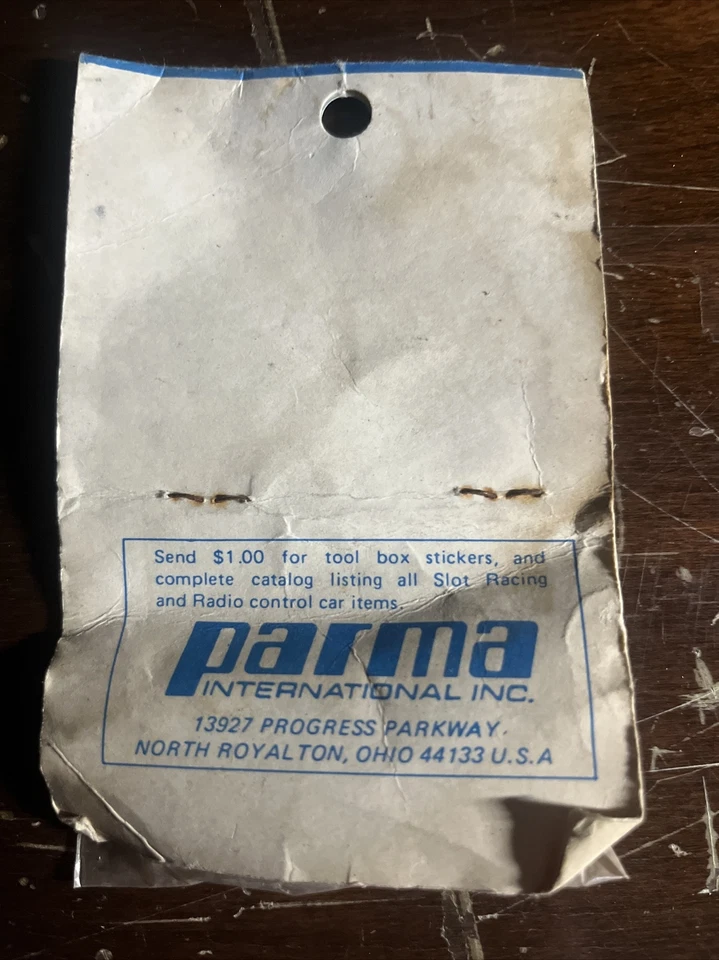 Send $1.00 for tool box stickers, and
complete catalog listing all Slot Racing
and Radio control car items.
parma
INTERNATIONAL INC.
13927 PROGRESS PARKWAY.
NORTH ROYALTON, OHIO 44133 U.S.A